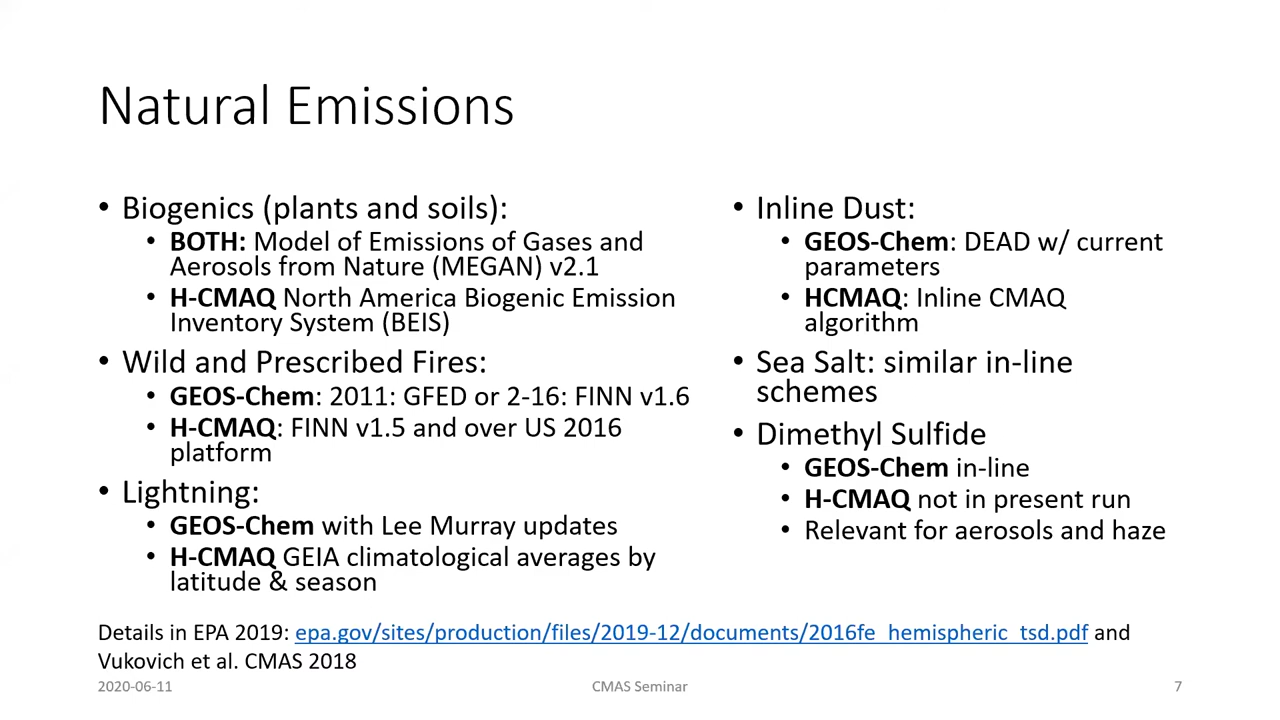 Natural Emissions
• Biogenics (plants and soils):
• BOTH: Model of Emissions of Gases and
Aerosols from Nature (MEGAN) v2.1
• H-CMAQ North America Biogenic Emission
Inventory System (BEIS)
• Wild and Prescribed Fires:
• GEOS-Chem: 2011: GFED or 2-16: FINN v1.6
• H-CMAQ: FINN v1.5 and over US 2016
platform
• Lightning:
• GEOS-Chem with Lee Murray updates
• H-CMAQ GEIA climatological averages by
latitude & season
• Inline Dust:
• GEOS-Chem: DEAD w/ current
parameters
• HCMAQ: Inline CMAQ
algorithm
• Sea Salt: similar in-line
schemes
• Dimethyl Sulfide
• GEOS-Chem in-line
• H-CMAQ not in present run
• Relevant for aerosols and haze
Details in EPA 2019: epa.gov/sites/production/files/2019-12/documents/2016fe_hemispheric_tsd.pdf and
Vukovich et al. CMAS 2018
2020-06-11
CMAS Seminar
7